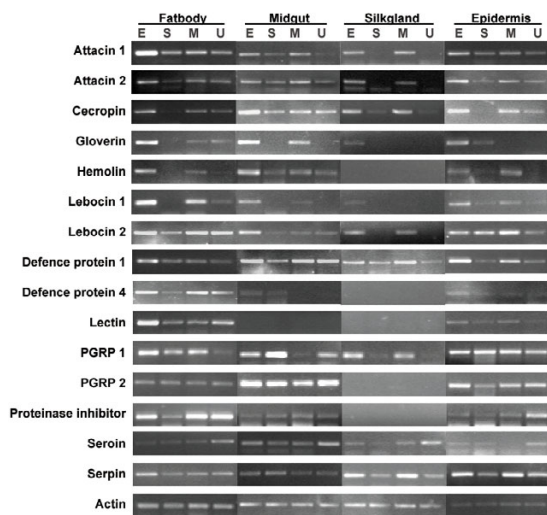 Fatbody Midgut Silkgland Epidermis
E S M U E S M U E S M U E S M U
Attacin 1
Attacin 2
Cecropin
Gloverin
Hemolin
Lebocin 1
Lebocin 2
Defence protein 1
Defence protein 4
Lectin
PGRP 1
PGRP 2
Proteinase inhibitor
Seroin
Serpin
Actin